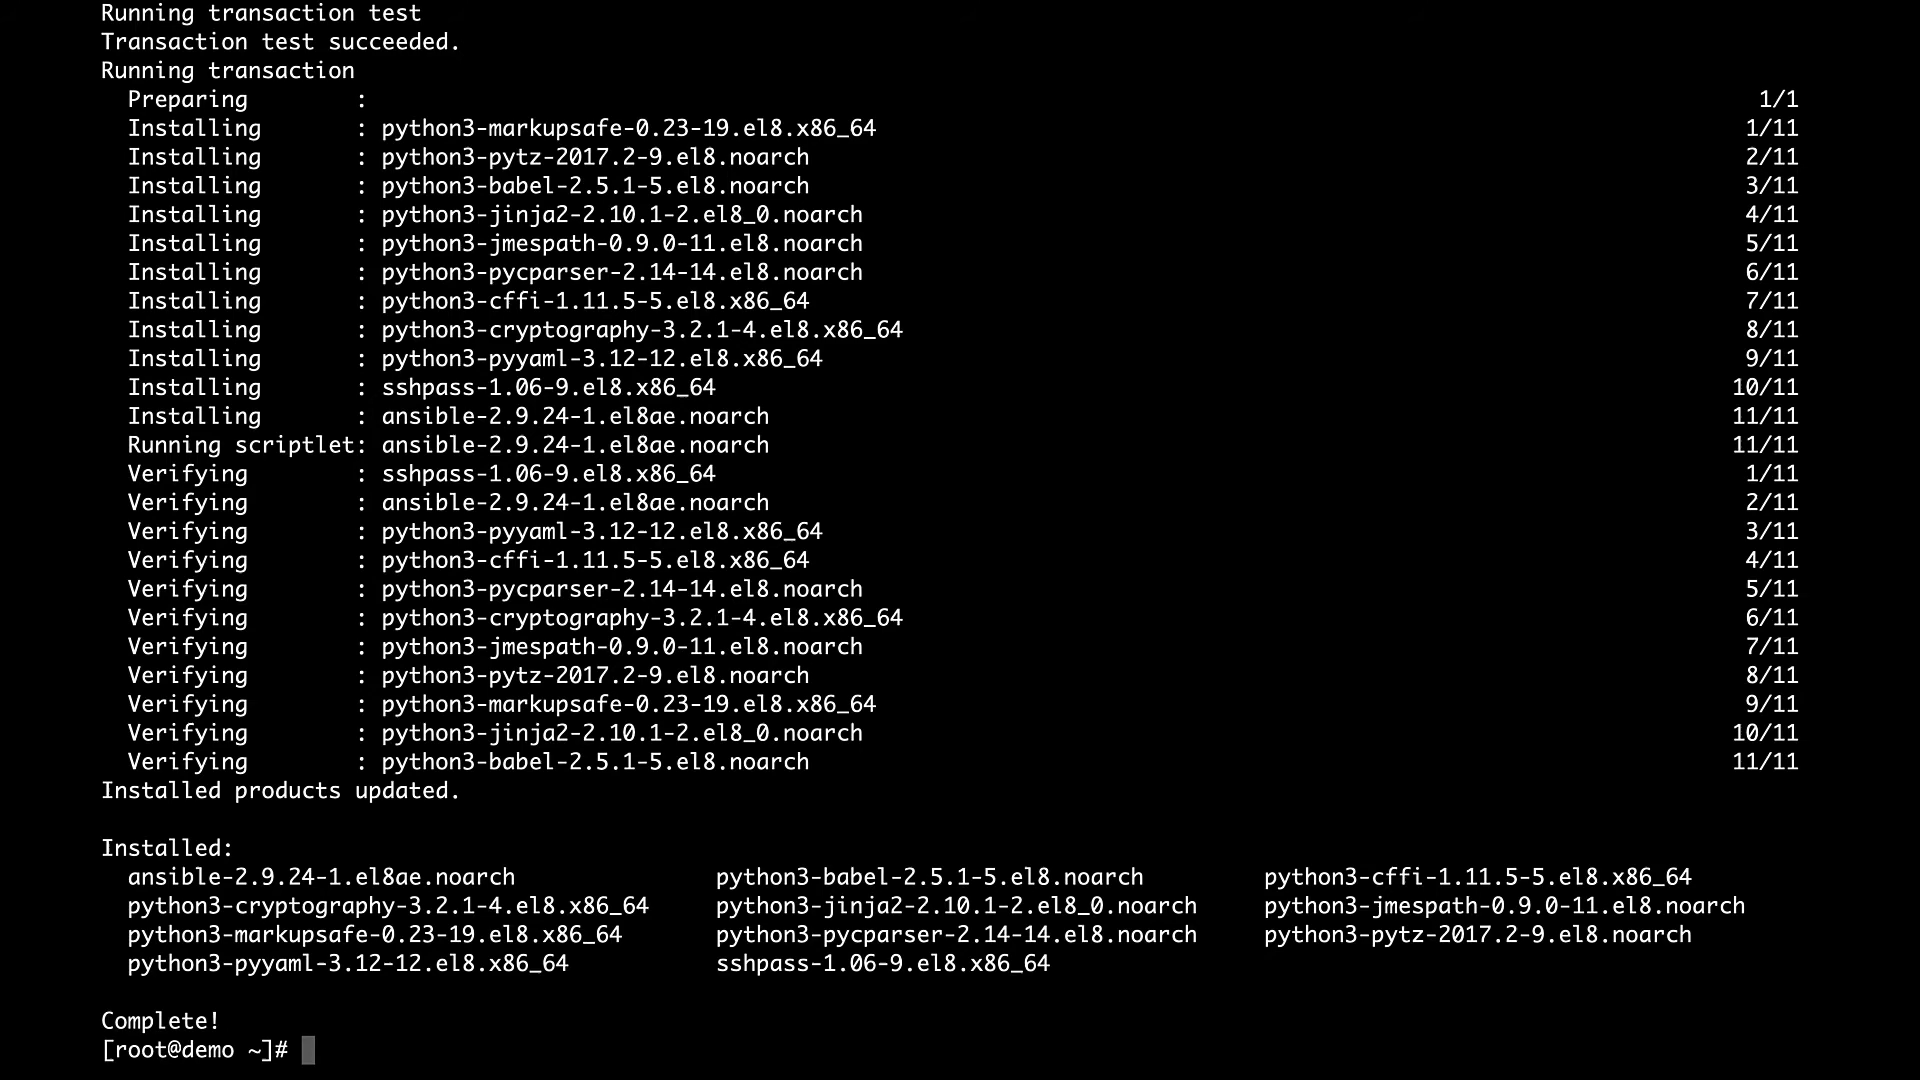 Running transaction test
Transaction test succeeded.
Running transaction
  Preparing        :                                                                                                        1/1
  Installing       : python3-markupsafe-0.23-19.el8.x86_64                                                                 1/11
  Installing       : python3-pytz-2017.2-9.el8.noarch                                                                      2/11
  Installing       : python3-babel-2.5.1-5.el8.noarch                                                                      3/11
  Installing       : python3-jinja2-2.10.1-2.el8_0.noarch                                                                  4/11
  Installing       : python3-jmespath-0.9.0-11.el8.noarch                                                                  5/11
  Installing       : python3-pycparser-2.14-14.el8.noarch                                                                  6/11
  Installing       : python3-cffi-1.11.5-5.el8.x86_64                                                                      7/11
  Installing       : python3-cryptography-3.2.1-4.el8.x86_64                                                               8/11
  Installing       : python3-pyyaml-3.12-12.el8.x86_64                                                                     9/11
  Installing       : sshpass-1.06-9.el8.x86_64                                                                            10/11
  Installing       : ansible-2.9.24-1.el8ae.noarch                                                                        11/11
  Running scriptlet: ansible-2.9.24-1.el8ae.noarch                                                                        11/11
  Verifying        : sshpass-1.06-9.el8.x86_64                                                                             1/11
  Verifying        : ansible-2.9.24-1.el8ae.noarch                                                                         2/11
  Verifying        : python3-pyyaml-3.12-12.el8.x86_64                                                                     3/11
  Verifying        : python3-cffi-1.11.5-5.el8.x86_64                                                                      4/11
  Verifying        : python3-pycparser-2.14-14.el8.noarch                                                                  5/11
  Verifying        : python3-cryptography-3.2.1-4.el8.x86_64                                                               6/11
  Verifying        : python3-jmespath-0.9.0-11.el8.noarch                                                                  7/11
  Verifying        : python3-pytz-2017.2-9.el8.noarch                                                                      8/11
  Verifying        : python3-markupsafe-0.23-19.el8.x86_64                                                                 9/11
  Verifying        : python3-jinja2-2.10.1-2.el8_0.noarch                                                                 10/11
  Verifying        : python3-babel-2.5.1-5.el8.noarch                                                                     11/11
Installed products updated.

Installed:
  ansible-2.9.24-1.el8ae.noarch               python3-babel-2.5.1-5.el8.noarch         python3-cffi-1.11.5-5.el8.x86_64
  python3-cryptography-3.2.1-4.el8.x86_64     python3-jinja2-2.10.1-2.el8_0.noarch     python3-jmespath-0.9.0-11.el8.noarch
  python3-markupsafe-0.23-19.el8.x86_64       python3-pycparser-2.14-14.el8.noarch     python3-pytz-2017.2-9.el8.noarch
  python3-pyyaml-3.12-12.el8.x86_64           sshpass-1.06-9.el8.x86_64

Complete!
[root@demo ~]#